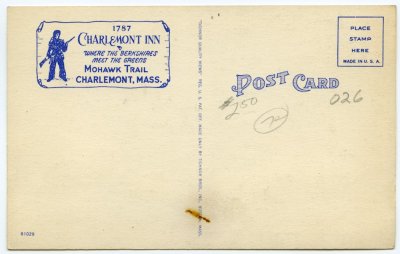 1787
CHARLEMONT INN
"WHERE THE BERKSHIRES
MEET THE GREENS
MOHAWK TRAIL
CHARLEMONT, MASS.
POST CARD
PLACE
STAMP
HERE
MADE IN U.S.A.
026
81029